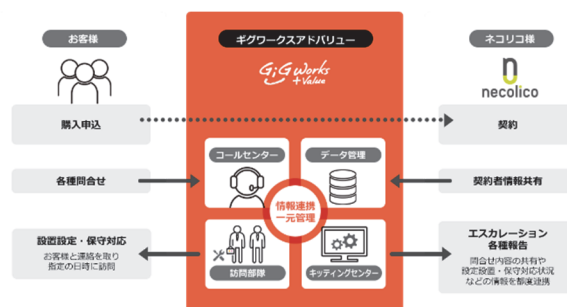 お客様
ギグワークスアドバリュー
ネコリコ様
GiG Works
+Value
necolico
購入申込
契約
コールセンター
データ管理
各種問合せ
契約者情報共有
情報連携
一元管理
設置設定・保守対応
お客様と連絡を取り
指定の日時に訪問
訪問部隊
キッティングセンター
エスカレーション
各種報告
問合せ内容の共有や
設定設置・保守対応状況
などの情報を都度連携